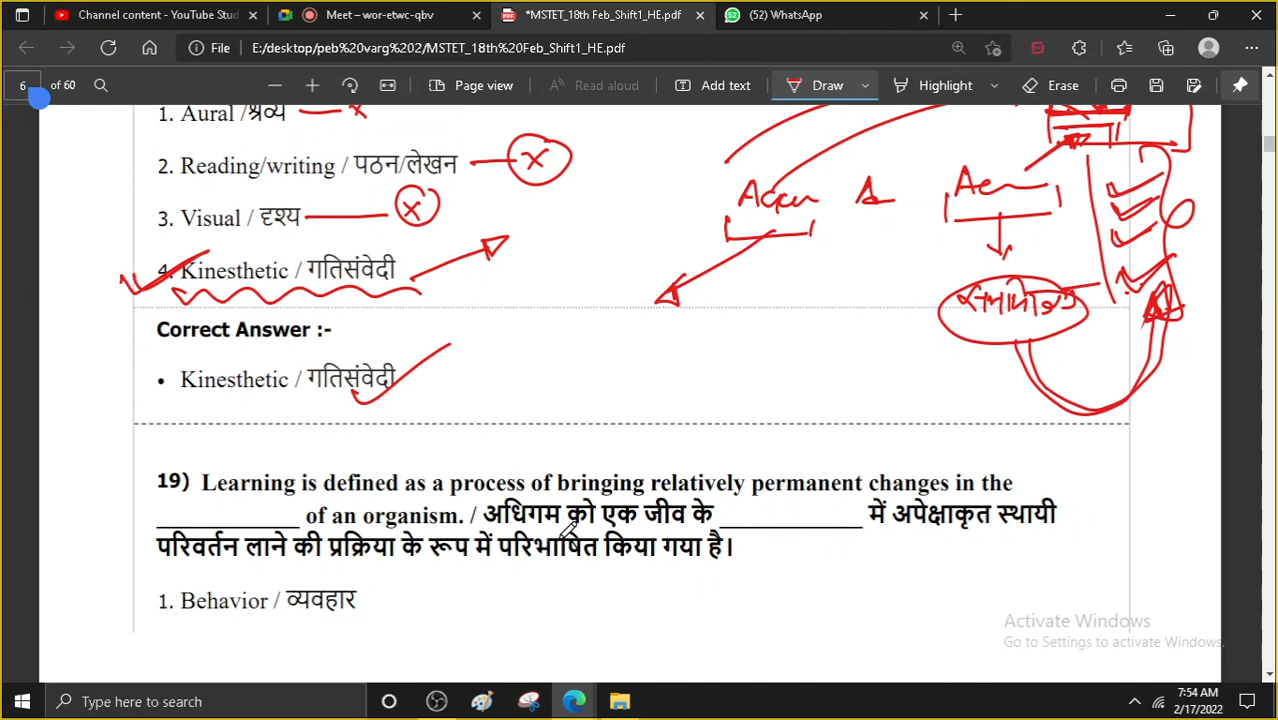 Channel content - YouTube Stud
Meet – wor-etwc-qbv
*MSTET_18th Feb_Shift1_HE.pdf
(52) WhatsApp
File E:/desktop/peb%20varg%202/MSTET_18th%20Feb_Shift1_HE.pdf
6 of 60 Page view Read aloud Add text Draw Highlight Erase
1. Aural /श्रव्य
2. Reading/writing / पठन/लेखन
3. Visual / दृश्य
4. Kinesthetic / गतिसंवेदी
Correct Answer :-
• Kinesthetic / गतिसंवेदी
19) Learning is defined as a process of bringing relatively permanent changes in the
____________ of an organism. / अधिगम को एक जीव के ____________ में अपेक्षाकृत स्थायी
परिवर्तन लाने की प्रक्रिया के रूप में परिभाषित किया गया है।
1. Behavior / व्यवहार
Activate Windows
Go to Settings to activate Windows.
Type here to search
7:54 AM
2/17/2022